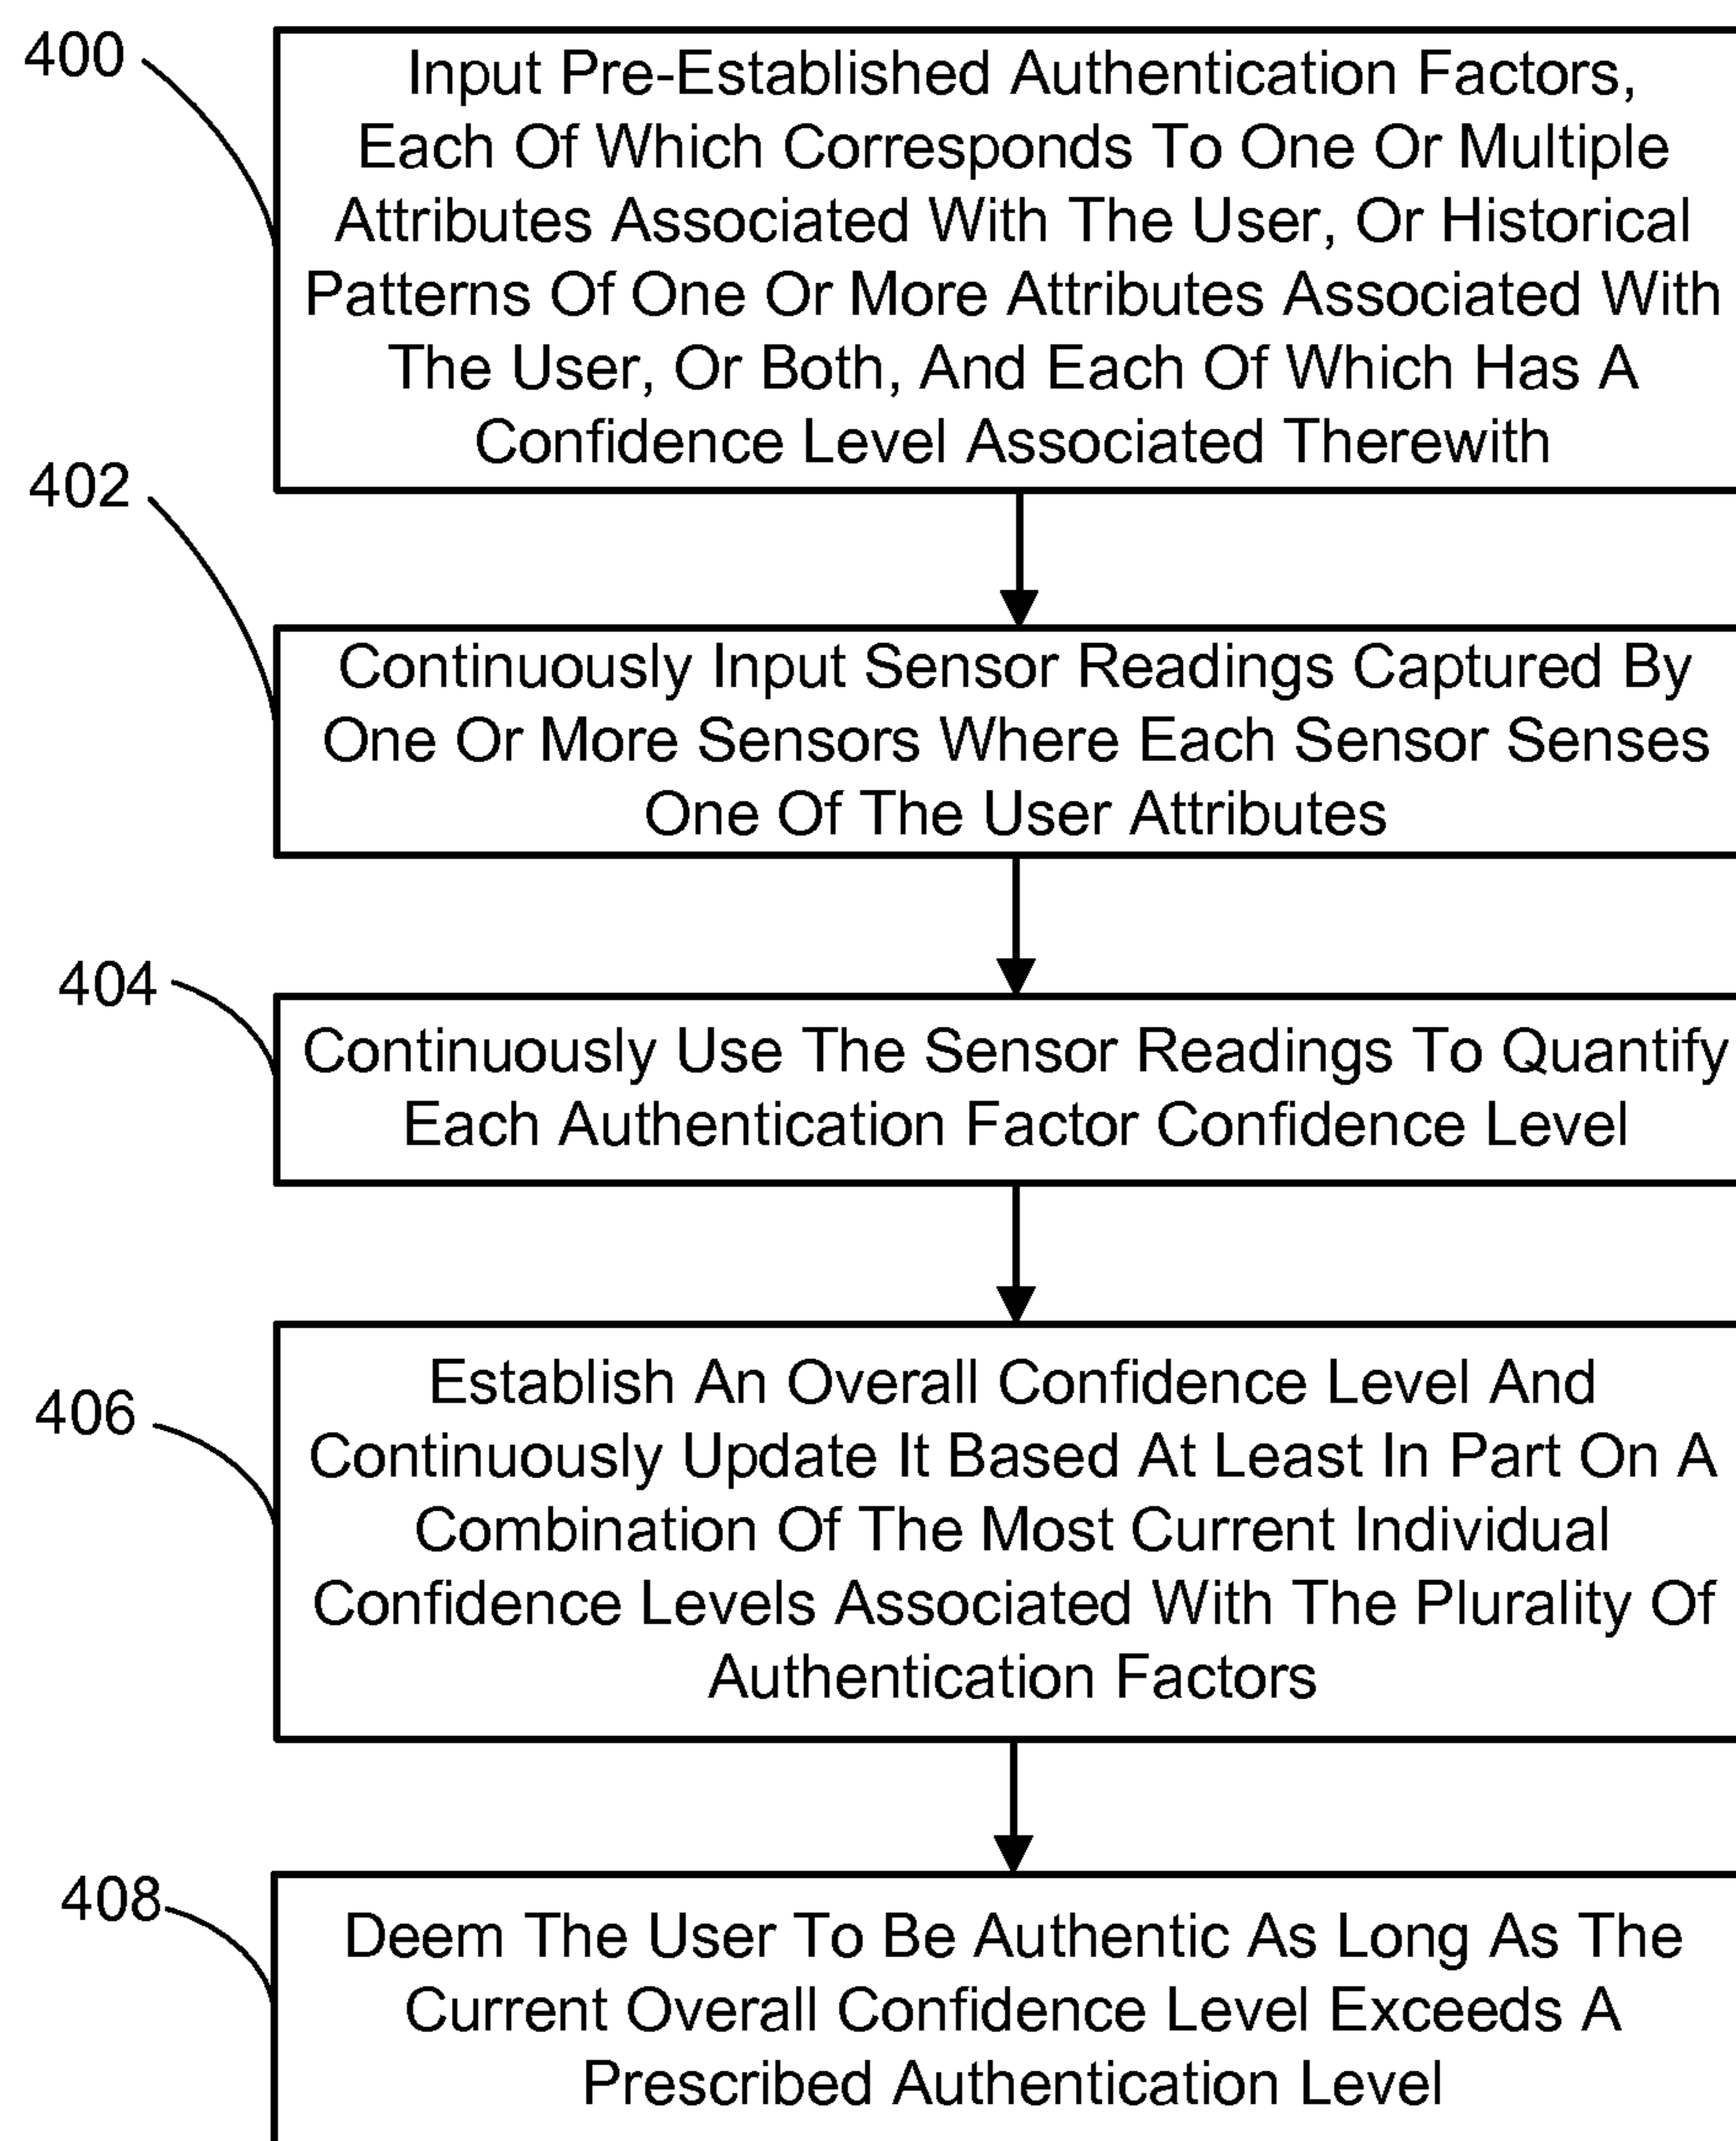 400
Input Pre-Established Authentication Factors,
Each Of Which Corresponds To One Or Multiple
Attributes Associated With The User, Or Historical
Patterns Of One Or More Attributes Associated With
The User, Or Both, And Each Of Which Has A
Confidence Level Associated Therewith
402
Continuously Input Sensor Readings Captured By
One Or More Sensors Where Each Sensor Senses
One Of The User Attributes
404
Continuously Use The Sensor Readings To Quantify
Each Authentication Factor Confidence Level
406
Establish An Overall Confidence Level And
Continuously Update It Based At Least In Part On A
Combination Of The Most Current Individual
Confidence Levels Associated With The Plurality Of
Authentication Factors
408
Deem The User To Be Authentic As Long As The
Current Overall Confidence Level Exceeds A
Prescribed Authentication Level